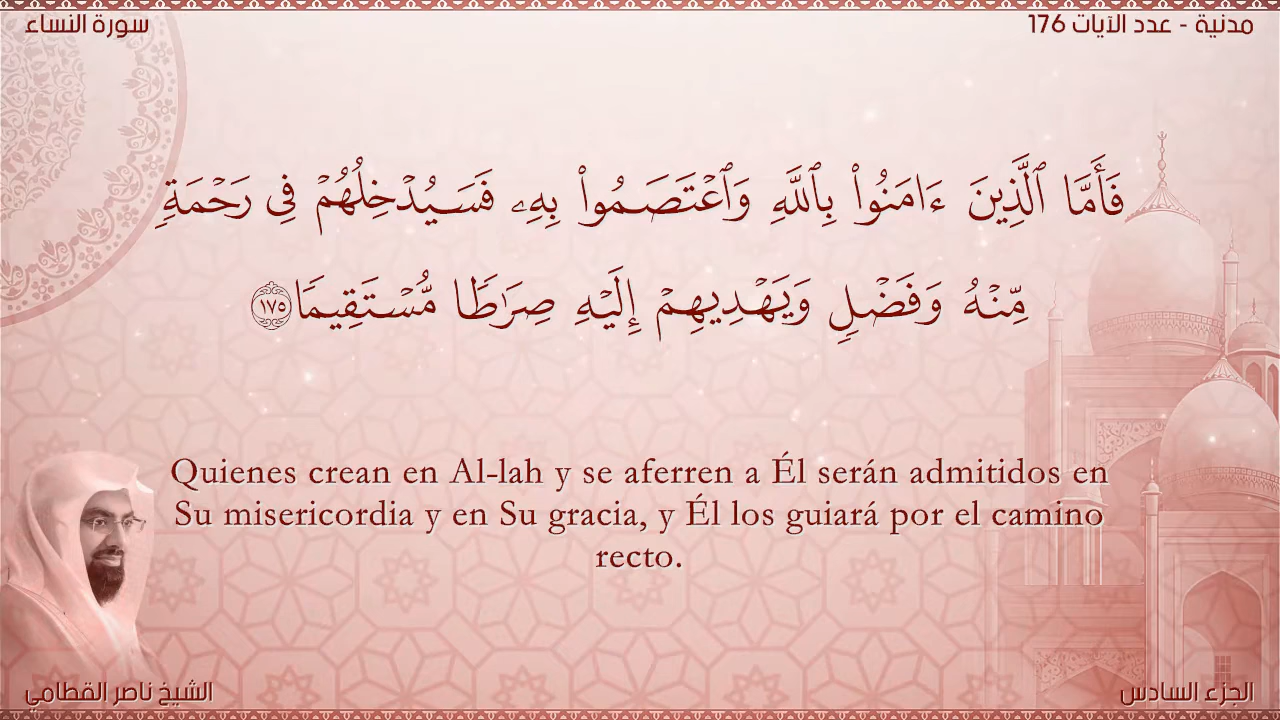 سورة النساء
مدنية - عدد الآيات 176
فَأَمَّا ٱلَّذِينَ ءَامَنُوا۟ بِٱللَّهِ وَٱعْتَصَمُوا۟ بِهِۦ فَسَيُدْخِلُهُمْ فِى رَحْمَةٍۢ
مِّنْهُ وَفَضْلٍۢ وَيَهْدِيهِمْ إِلَيْهِ صِرَٰطًۭا مُّسْتَقِيمًۭا ١٧٥
Quienes crean en Al-lah y se aferren a Él serán admitidos en
Su misericordia y en Su gracia, y Él los guiará por el camino
recto.
الشيخ ناصر القطامي
الجزء السادس